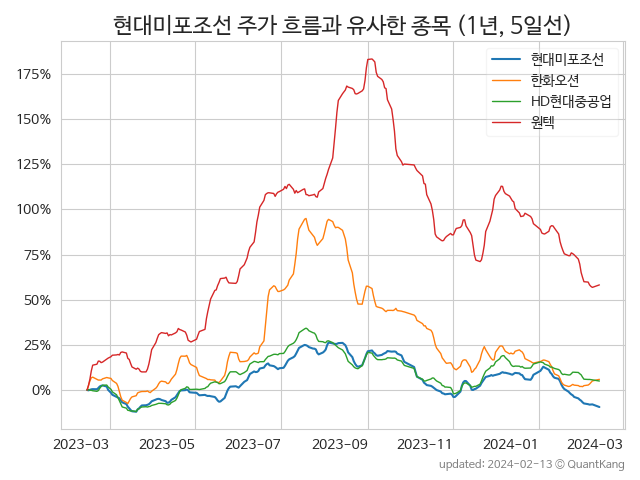 현대미포조선 주가 흐름과 유사한 종목 (1년, 5일선)
현대미포조선
한화오션
HD현대중공업
원텍
175%
150%
125%
100%
75%
50%
25%
0%
2023-03
2023-05
2023-07
2023-09
2023-11
2024-01
2024-03
updated: 2024-02-13 © QuantKang